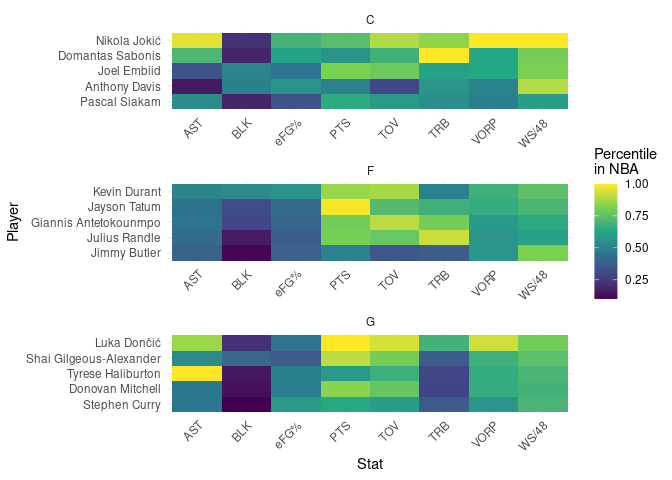 C
Nikola Jokić
Domantas Sabonis
Joel Embiid
Anthony Davis
Pascal Siakam
AST BLK eFG% PTS TOV TRB VORP WS/48
Percentile
in NBA
1.00
0.75
0.50
0.25
F
Kevin Durant
Jayson Tatum
Giannis Antetokounmpo
Julius Randle
Jimmy Butler
AST BLK eFG% PTS TOV TRB VORP WS/48
Player
G
Luka Dončić
Shai Gilgeous-Alexander
Tyrese Haliburton
Donovan Mitchell
Stephen Curry
AST BLK eFG% PTS TOV TRB VORP WS/48
Stat